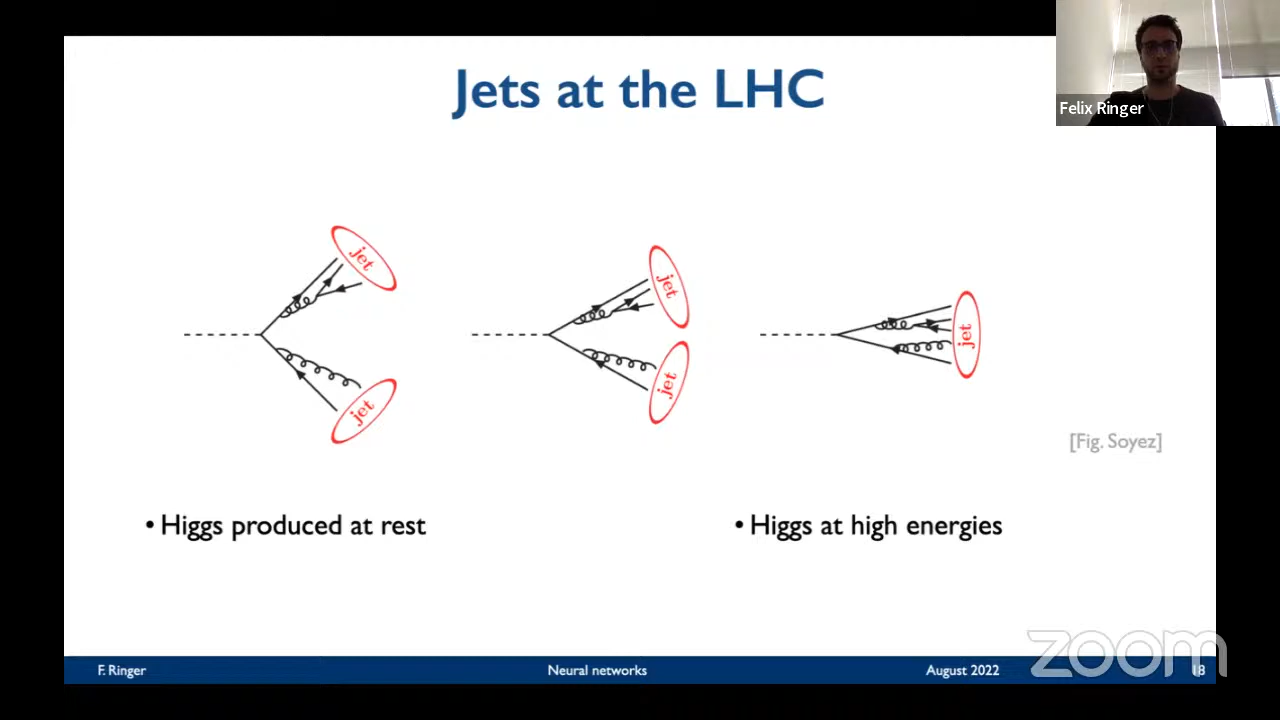 Jets at the LHC
Felix Ringer
jet
jet
jet
jet
jet
[Fig. Soyez]
• Higgs produced at rest
• Higgs at high energies
zoom
F. Ringer
Neural networks
August 2022
18